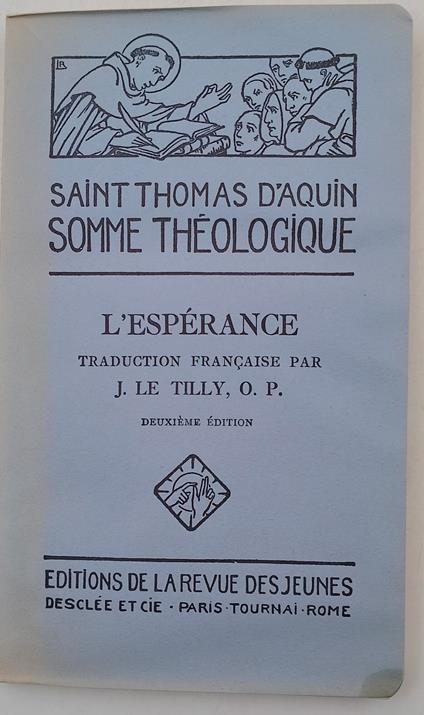 SAINT THOMAS D'AQUIN
SOMME THÉOLOGIQUE
L'ESPÉRANCE
TRADUCTION FRANÇAISE PAR
J. LE TILLY, O. P.
DEUXIÈME ÉDITION
EDITIONS DE LA REVUE DES JEUNES
DESCLÉE ET CIE · PARIS · TOURNAI · ROME